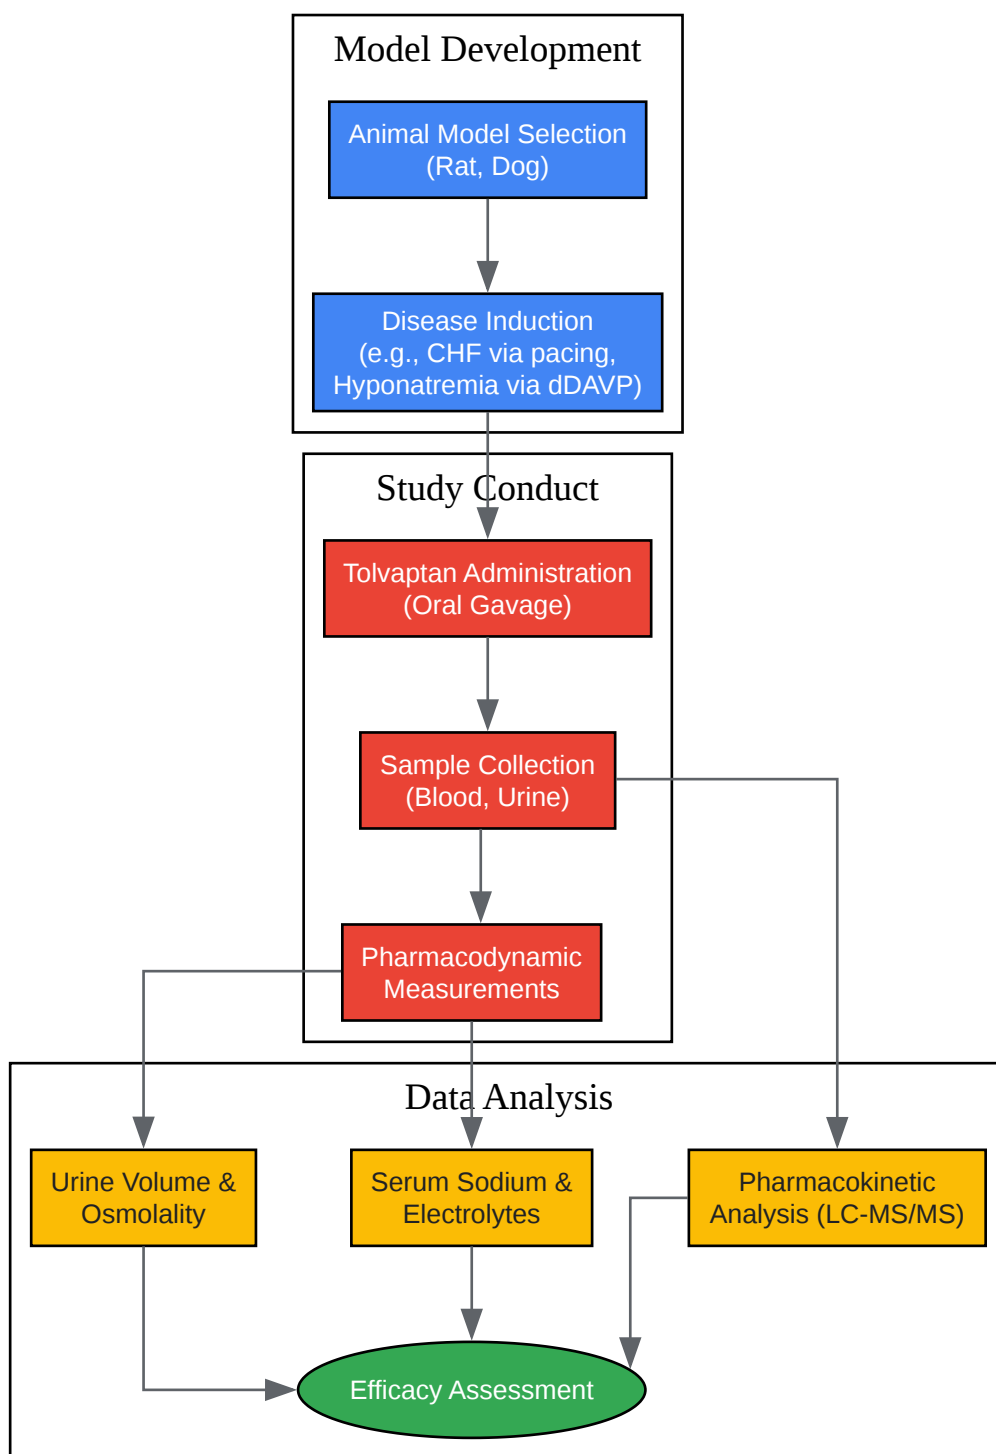 Model Development
Animal Model Selection
(Rat, Dog)
Disease Induction
(e.g., CHF via pacing,
Hyponatremia via dDAVP)
Study Conduct
Tolvaptan Administration
(Oral Gavage)
Sample Collection
(Blood, Urine)
Pharmacodynamic
Measurements
Data Analysis
Urine Volume &
Osmolality
Serum Sodium &
Electrolytes
Pharmacokinetic
Analysis (LC-MS/MS)
Efficacy Assessment